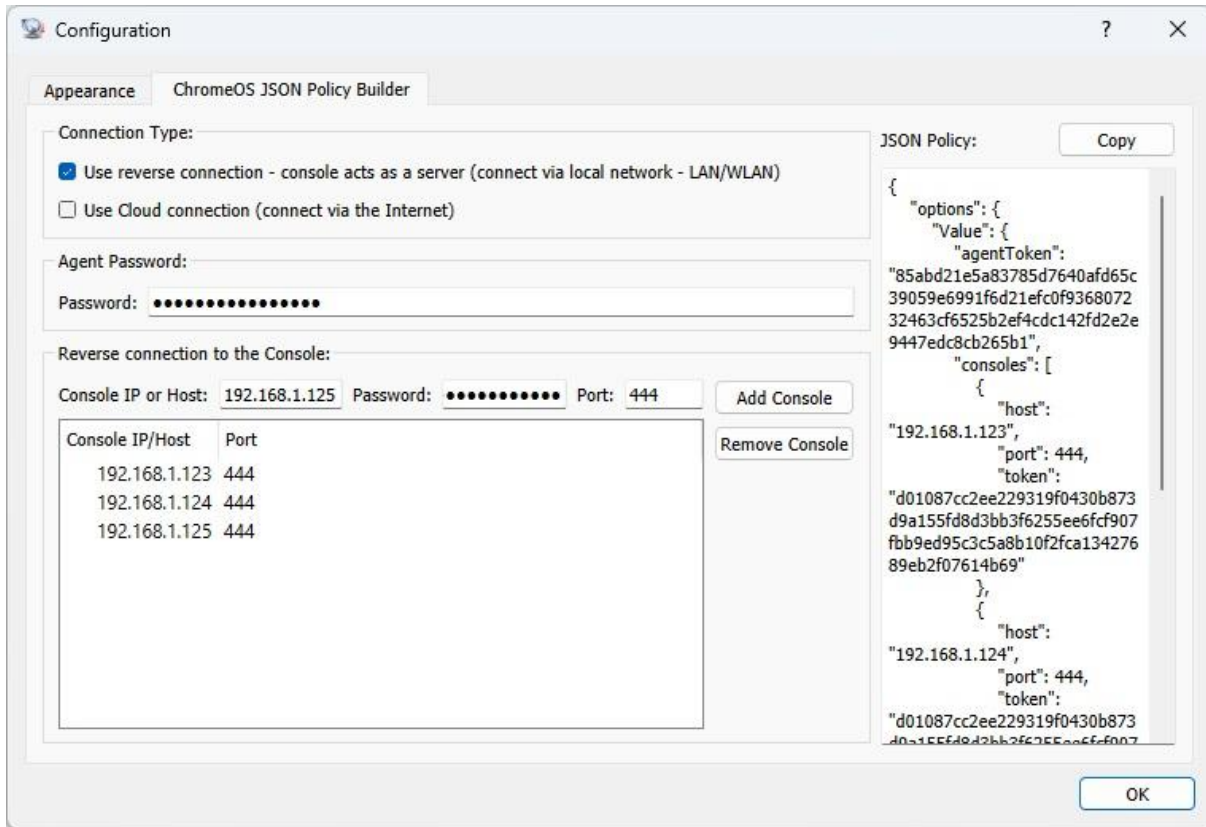 Configuration
Appearance
ChromeOS JSON Policy Builder
Connection Type:
Use reverse connection - console acts as a server (connect via local network - LAN/WLAN)
Use Cloud connection (connect via the Internet)
Agent Password:
Password: ●●●●●●●●●●●●●●●●
Reverse connection to the Console:
Console IP or Host: 192.168.1.125 Password: ●●●●●●●●●●● Port: 444 Add Console
Remove Console
Console IP/Host Port
192.168.1.123 444
192.168.1.124 444
192.168.1.125 444
JSON Policy: Copy
{
"options": {
"Value": {
"agentToken":
"85abd21e5a83785d7640afd65c
39059e6991f6d21efc0f9368072
32463cf6525b2ef4cdc142fd2e2e
9447edc8cb265b1",
"consoles": [
{
"host":
"192.168.1.123",
"port": 444,
"token":
"d01087cc2ee229319f0430b873
d9a155fd8d3bb3f6255ee6fcf907
fbb9ed95c3c5a8b10f2fca134276
89eb2f07614b69"
},
{
"host":
"192.168.1.124",
"port": 444,
"token":
"d01087cc2ee229319f0430b873
OK